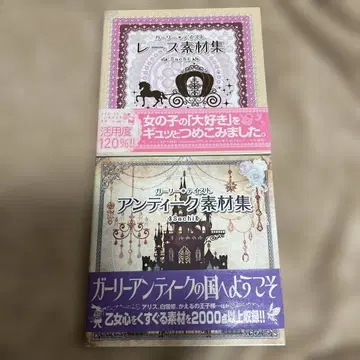 ガーリー・テイスト
レース素材集
Sachi
活用度
120%!!
女の子の「大好き」を
ギュッとつめこみました。
ガーリー・テイスト
アンティーク素材集
Sachi
ガーリーアンティークの国へようこそ
アリス、白雪姫、かえるの王子様…ほか
乙女心をくすぐる素材を2000点以上収録!!